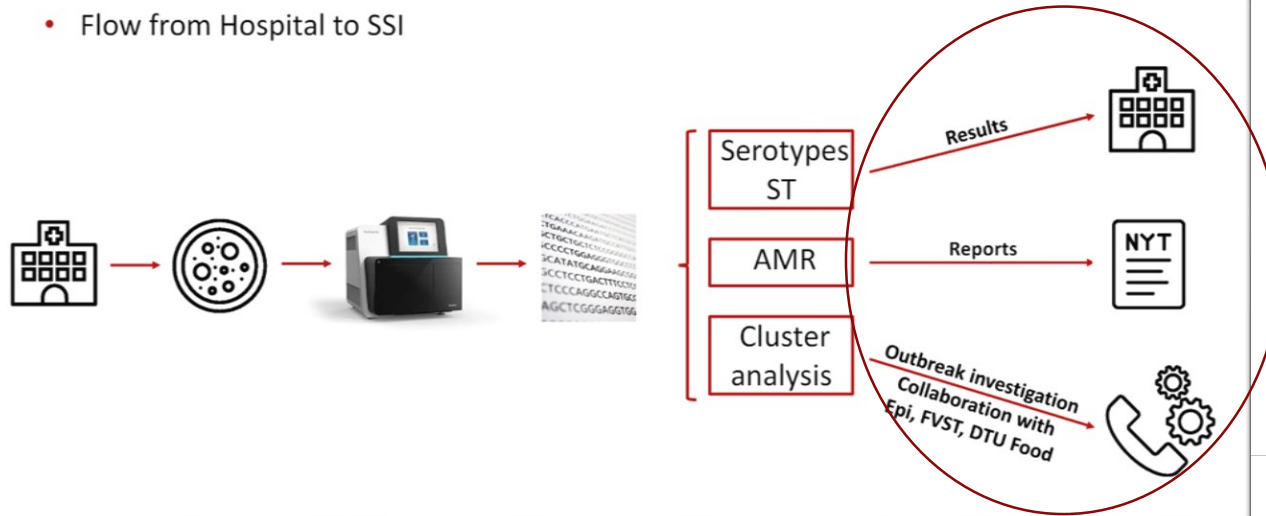 • Flow from Hospital to SSI
Serotypes
ST
AMR
Cluster
analysis
Results
Reports
NYT
Outbreak investigation
Collaboration with
Epi, FVST, DTU Food